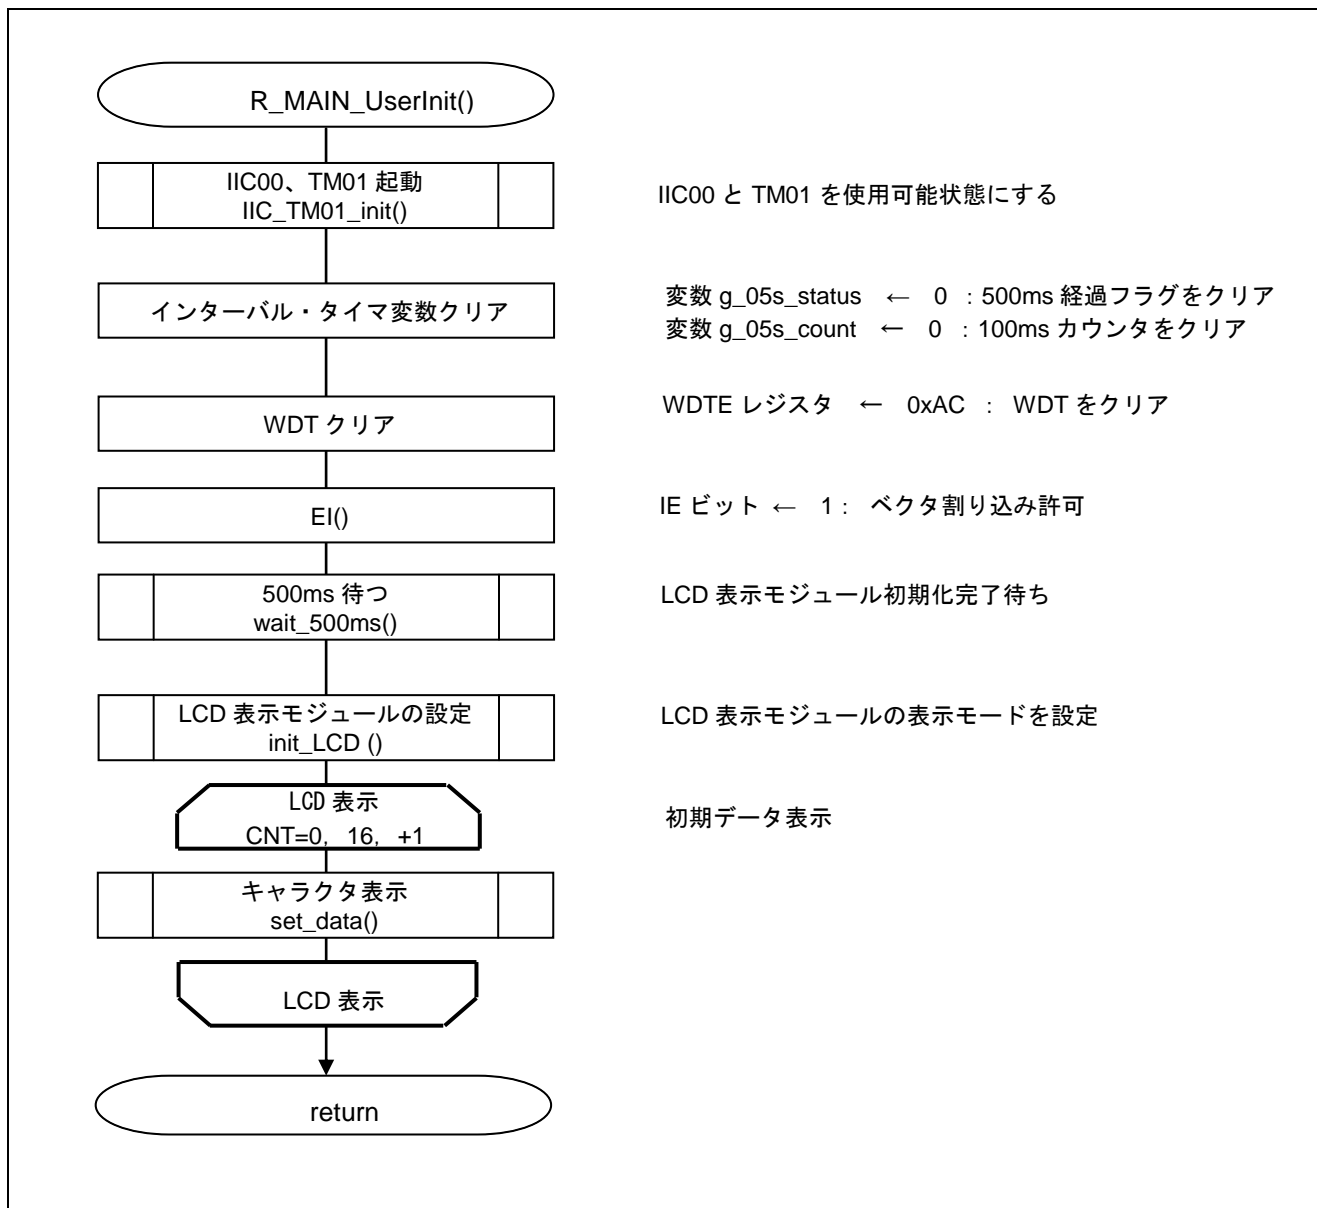 R_MAIN_UserInit()
IIC00、TM01 起動
IIC_TM01_init()
IIC00 と TM01 を使用可能状態にする
インターバル・タイマ変数クリア
変数 g_05s_status ← 0 : 500ms 経過フラグをクリア
変数 g_05s_count ← 0 : 100ms カウンタをクリア
WDT クリア
WDTE レジスタ ← 0xAC : WDT をクリア
EI()
IE ビット ← 1 : ベクタ割り込み許可
500ms 待つ
wait_500ms()
LCD 表示モジュール初期化完了待ち
LCD 表示モジュールの設定
init_LCD ()
LCD 表示モジュールの表示モードを設定
LCD 表示
CNT=0, 16, +1
初期データ表示
キャラクタ表示
set_data()
LCD 表示
return